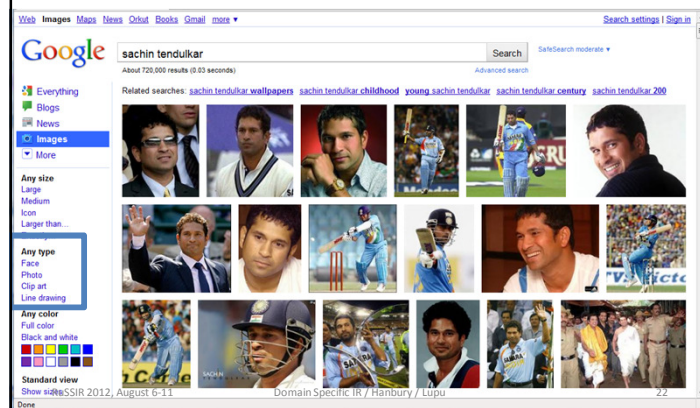 Web Images Maps News Orkut Books Gmail more ▼ Search settings | Sign in
Google
sachin tendulkar Search SafeSearch moderate ▼
About 720,000 results (0.03 seconds) Advanced search
Related searches: sachin tendulkar wallpapers sachin tendulkar childhood young sachin tendulkar sachin tendulkar century sachin tendulkar 200
Everything
Blogs
News
Images
More
Any size
Large
Medium
Icon
Larger than...
Any type
Face
Photo
Clip art
Line drawing
Any color
Full color
Black and white
Standard view
Show sizes
RuSSIR 2012, August 6-11 Domain Specific IR / Hanbury / Lupu 22
Done
SAHARA